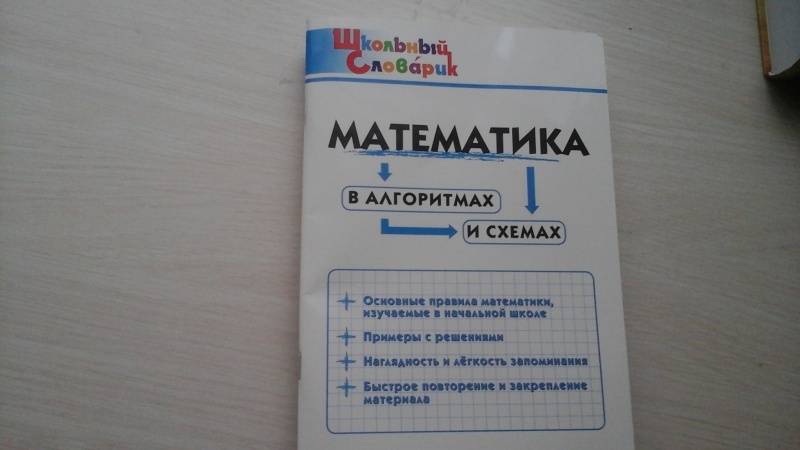 Школьный
Словáрик
МАТЕМАТИКА
В АЛГОРИТМАХ
И СХЕМАХ
Основные правила математики,
изучаемые в начальной школе
Примеры с решениями
Наглядность и лёгкость запоминания
Быстрое повторение и закрепление
материала